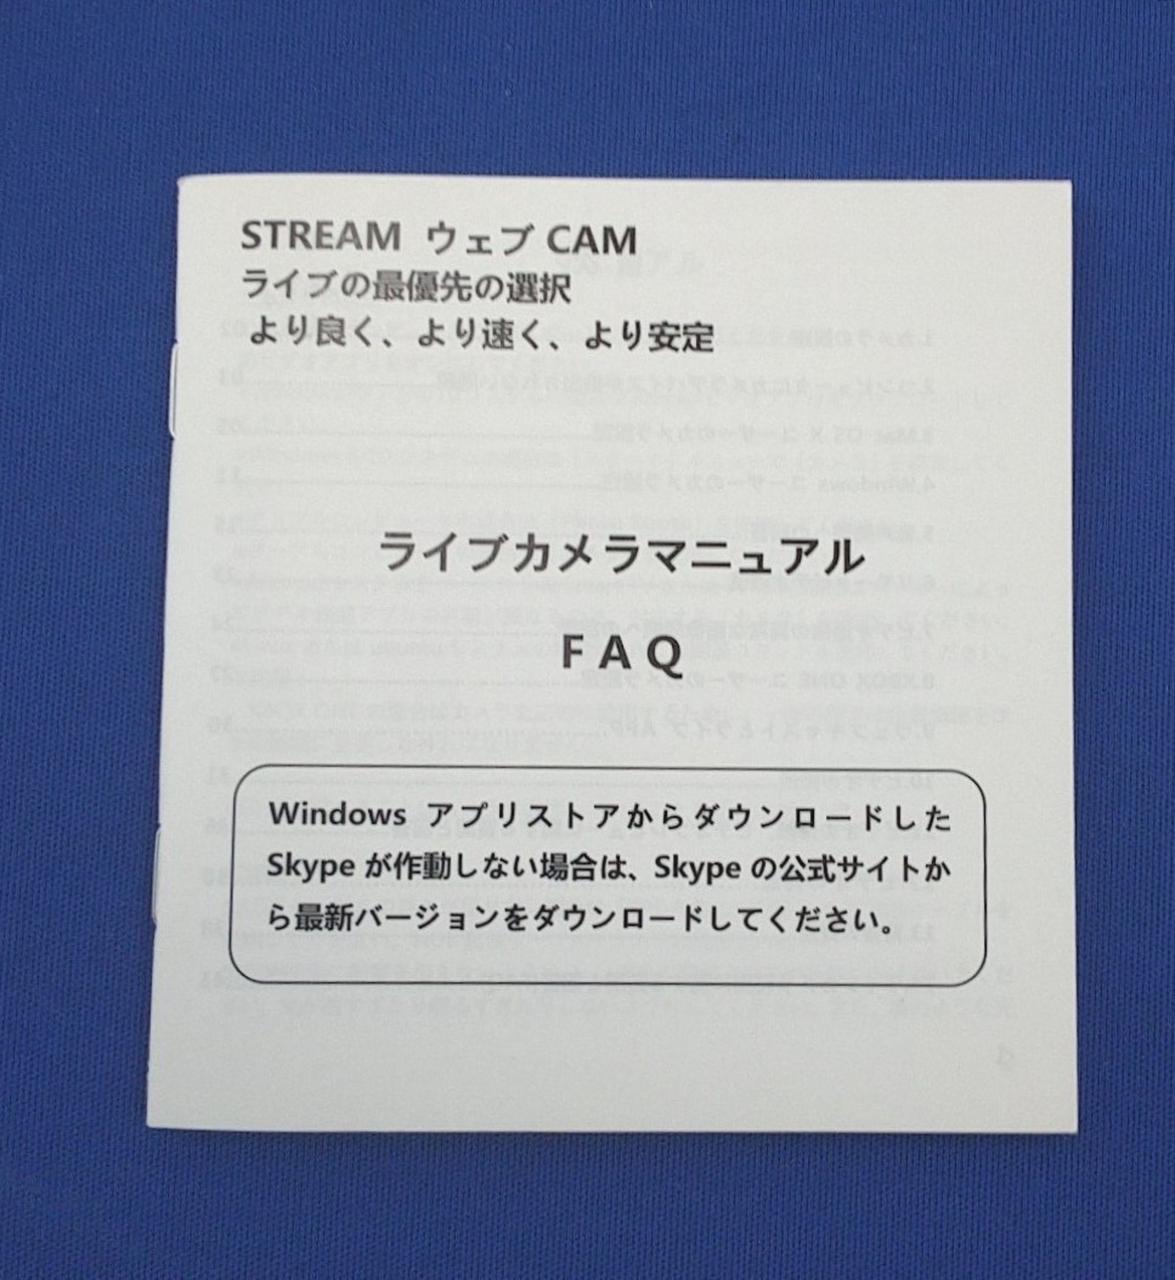 STREAM ウェブ CAM
ライブの最優先の選択
より良く、より速く、より安定
ライブカメラマニュアル
FAQ
Windows アプリストアからダウンロードした
Skype が作動しない場合は、Skype の公式サイトか
ら最新バージョンをダウンロードしてください。